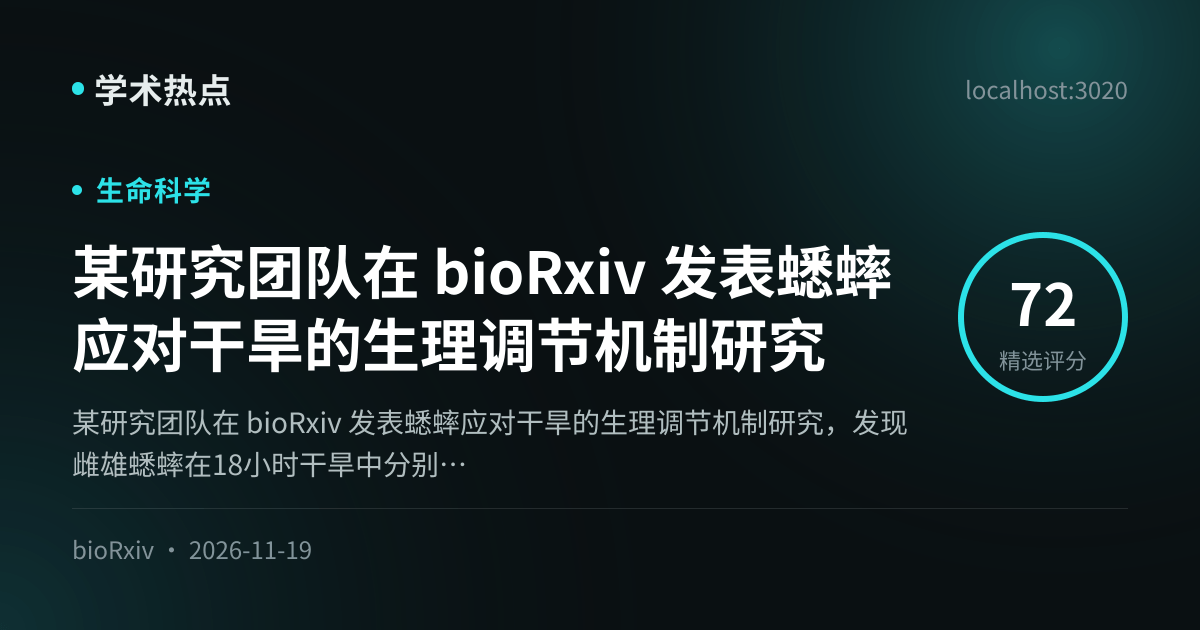 学术热点
localhost:3020
生命科学
某研究团队在 bioRxiv 发表蟋蟀
应对干旱的生理调节机制研究
72
精选评分
某研究团队在 bioRxiv 发表蟋蟀应对干旱的生理调节机制研究，发现
雌雄蟋蟀在18小时干旱中分别…
bioRxiv · 2026-11-19